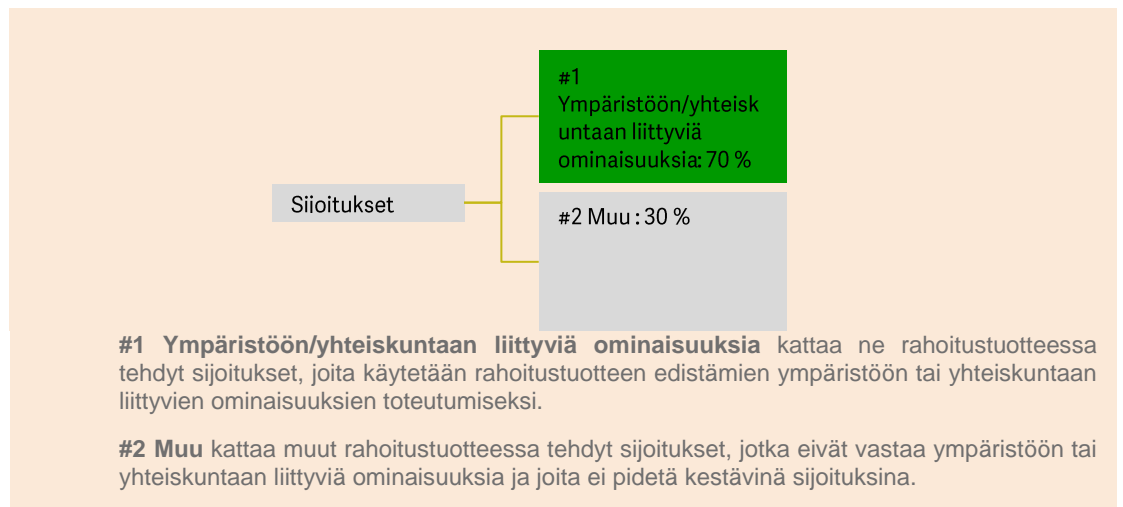 #1
Ympäristöön/yhteisk
untaan liittyviä
ominaisuuksia: 70 %
Sijoitukset
#2 Muu : 30 %
#1 Ympäristöön/yhteiskuntaan liittyviä ominaisuuksia kattaa ne rahoitustuotteessa
tehdyt sijoitukset, joita käytetään rahoitustuotteen edistämien ympäristöön tai yhteiskuntaan
liittyvien ominaisuuksien toteutumiseksi.
#2 Muu kattaa muut rahoitustuotteessa tehdyt sijoitukset, jotka eivät vastaa ympäristöön tai
yhteiskuntaan liittyviä ominaisuuksia ja joita ei pidetä kestävinä sijoituksina.